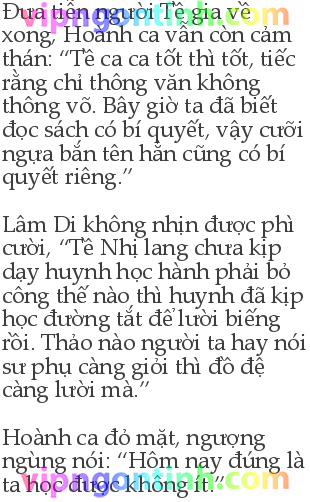 Đưa tiễn người Tề gia về
xong, Hoành ca vẫn còn cảm
thán: “Tề ca ca tốt thì tốt, tiếc
rằng chỉ thông văn không
thông võ. Bây giờ ta đã biết
đọc sách có bí quyết, vậy cưỡi
ngựa bắn tên hẳn cũng có bí
quyết riêng.”
Lâm Di không nhịn được phì
cười, “Tề Nhị lang chưa kịp
dạy huynh học hành phải bỏ
công thế nào thì huynh đã kịp
học đường tắt để lười biếng
rồi. Thảo nào người ta hay nói
sư phụ càng giỏi thì đồ đệ
càng lười mà.”
Hoành ca đỏ mặt, ngượng
ngùng nói: “Hôm nay đúng là
ta học được không ít.”
vipngontinh.com
vipngontinh.com